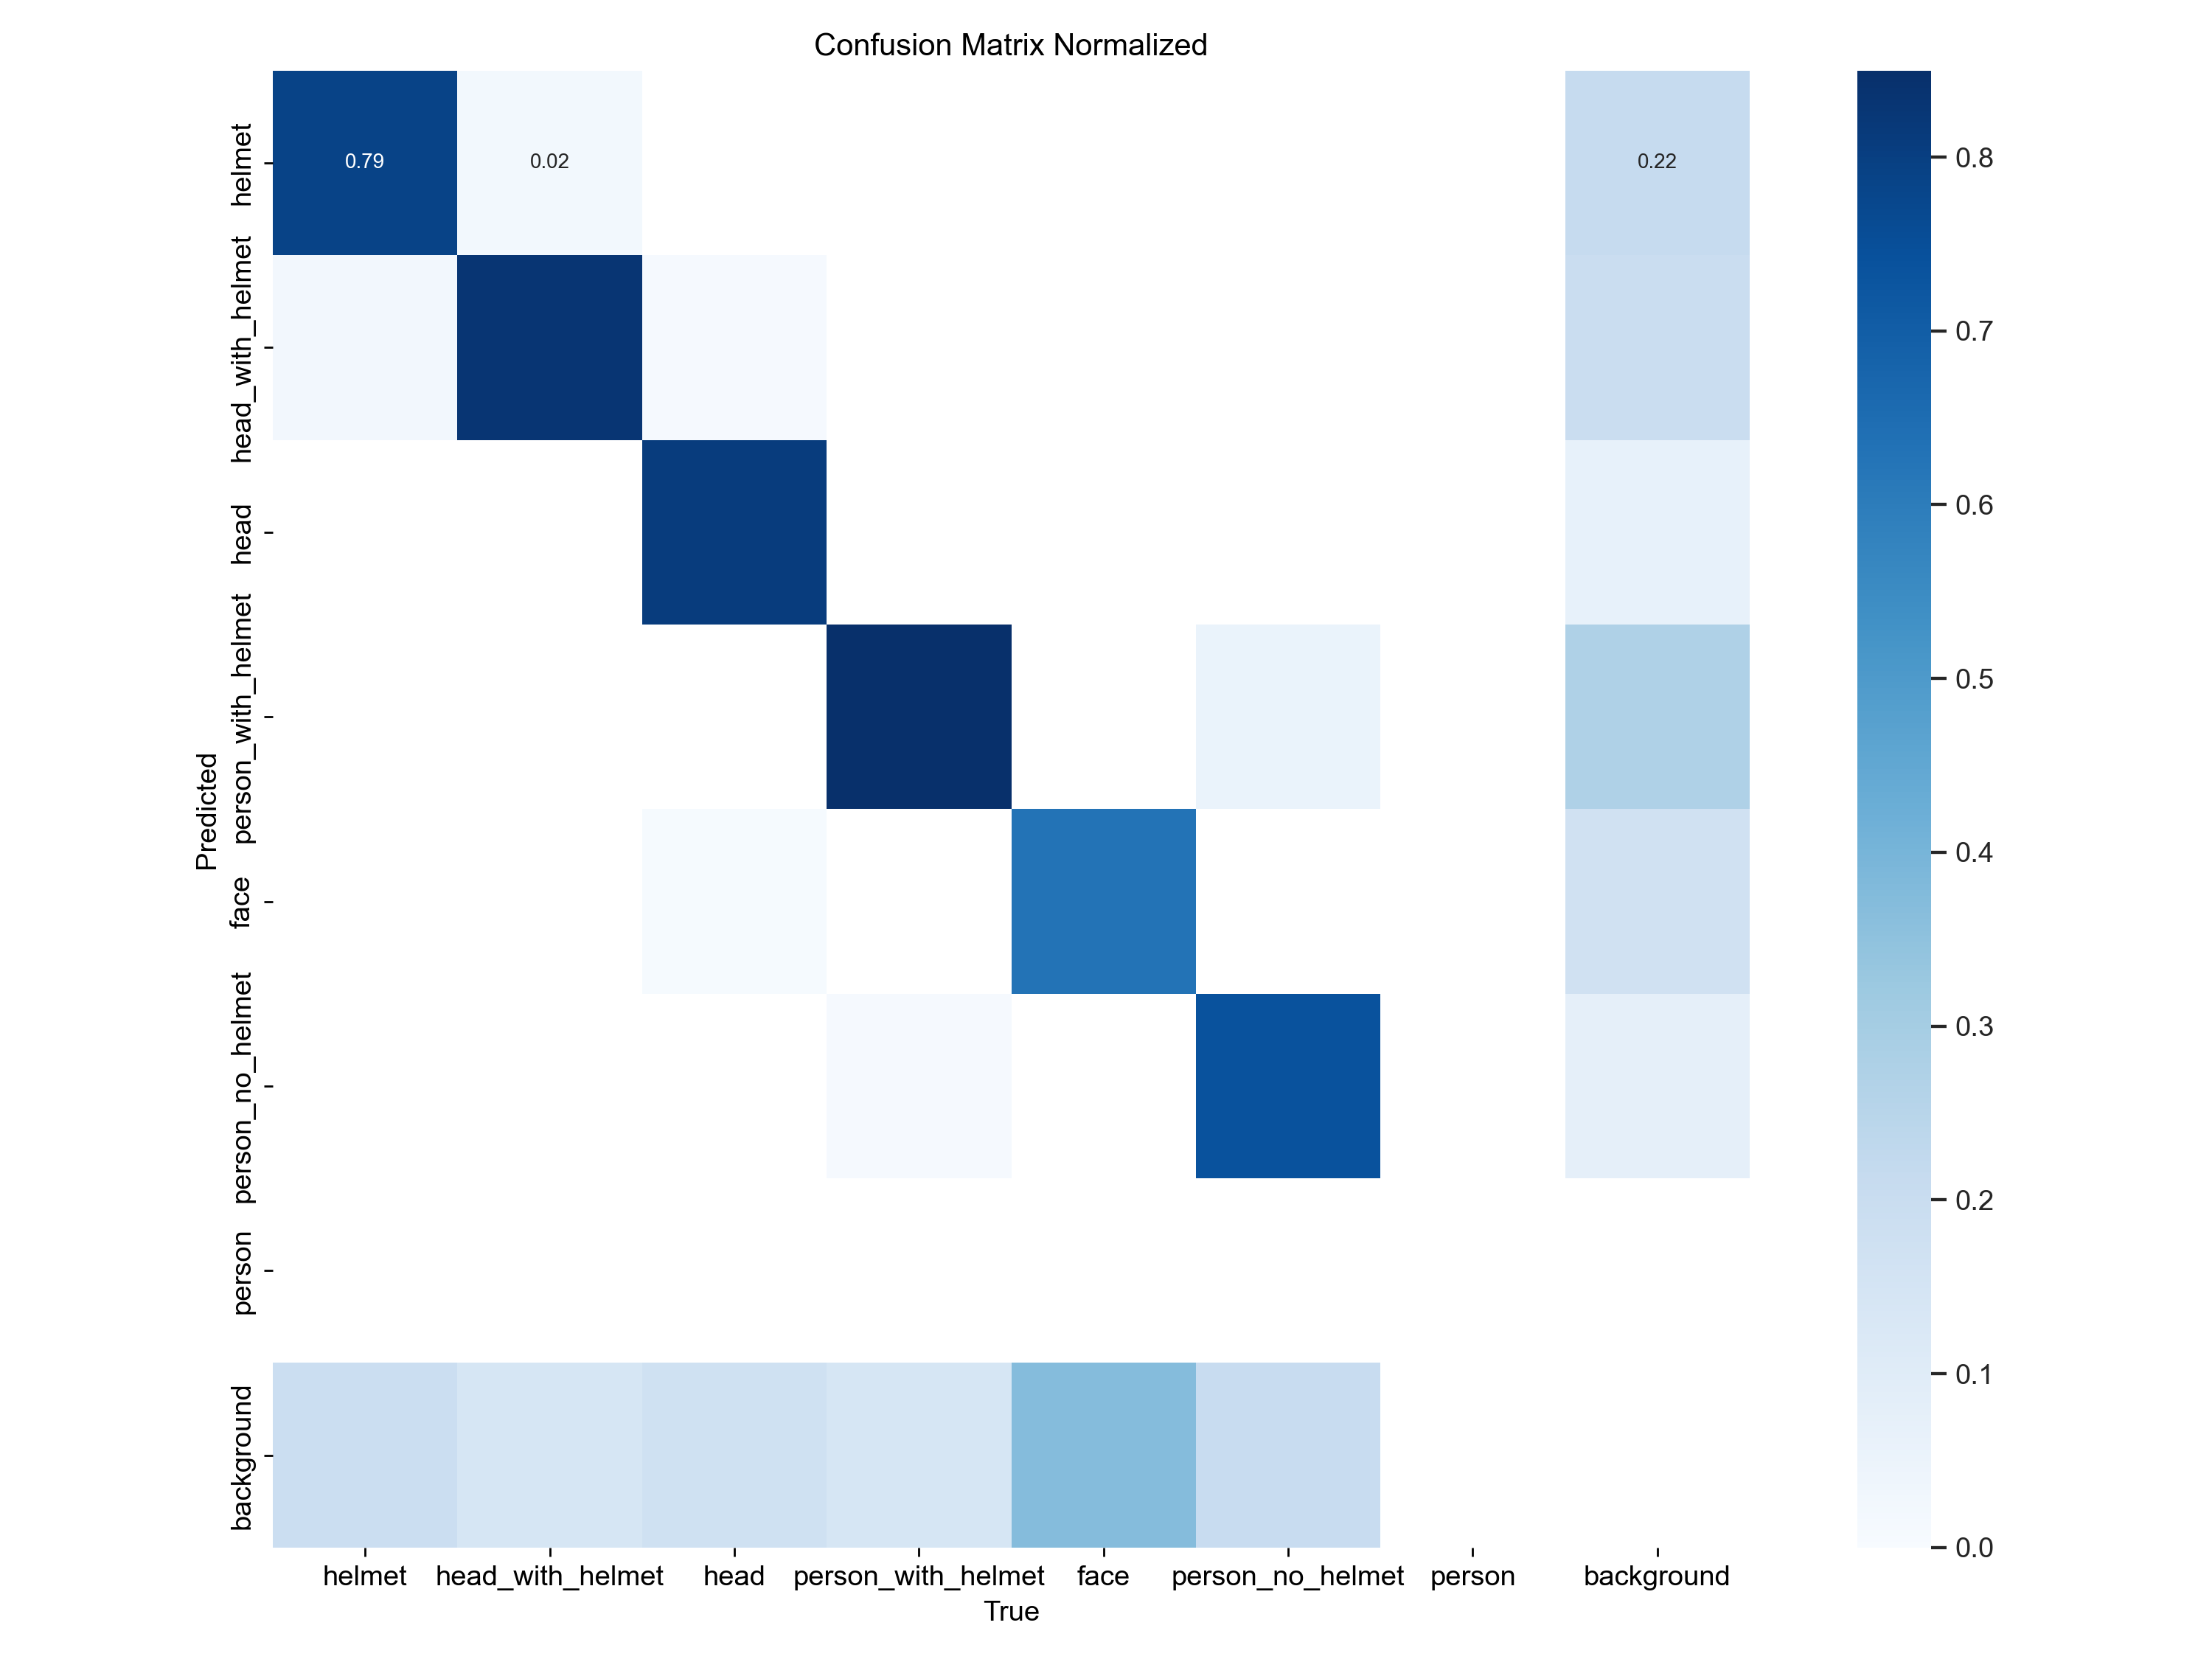 Confusion Matrix Normalized
helmet
head_with_helmet
head
person_with_helmet
face
person_no_helmet
person
background
Predicted
0.79
0.02
0.22
0.8
0.7
0.6
0.5
0.4
0.3
0.2
0.1
0.0
helmet
head_with_helmet
head
person_with_helmet
face
person_no_helmet
person
background
True